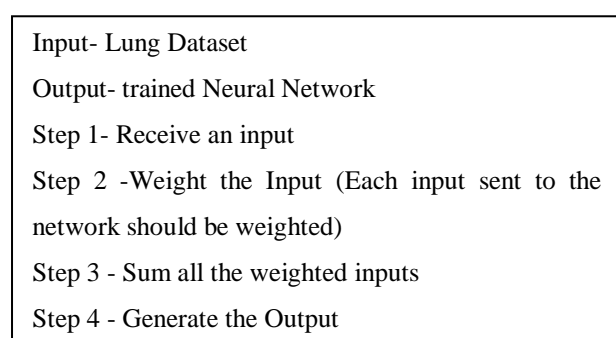 Input- Lung Dataset
Output- trained Neural Network
Step 1- Receive an input
Step 2 -Weight the Input (Each input sent to the
network should be weighted)
Step 3 - Sum all the weighted inputs
Step 4 - Generate the Output